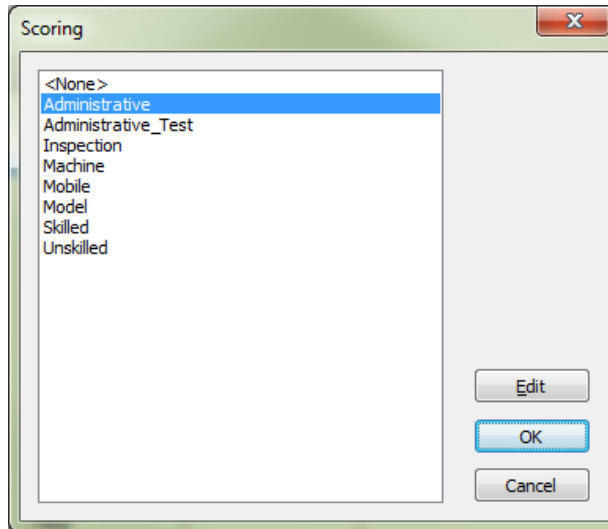 Scoring
<None>
Administrative
Administrative_Test
Inspection
Machine
Mobile
Model
Skilled
Unskilled
Edit
OK
Cancel